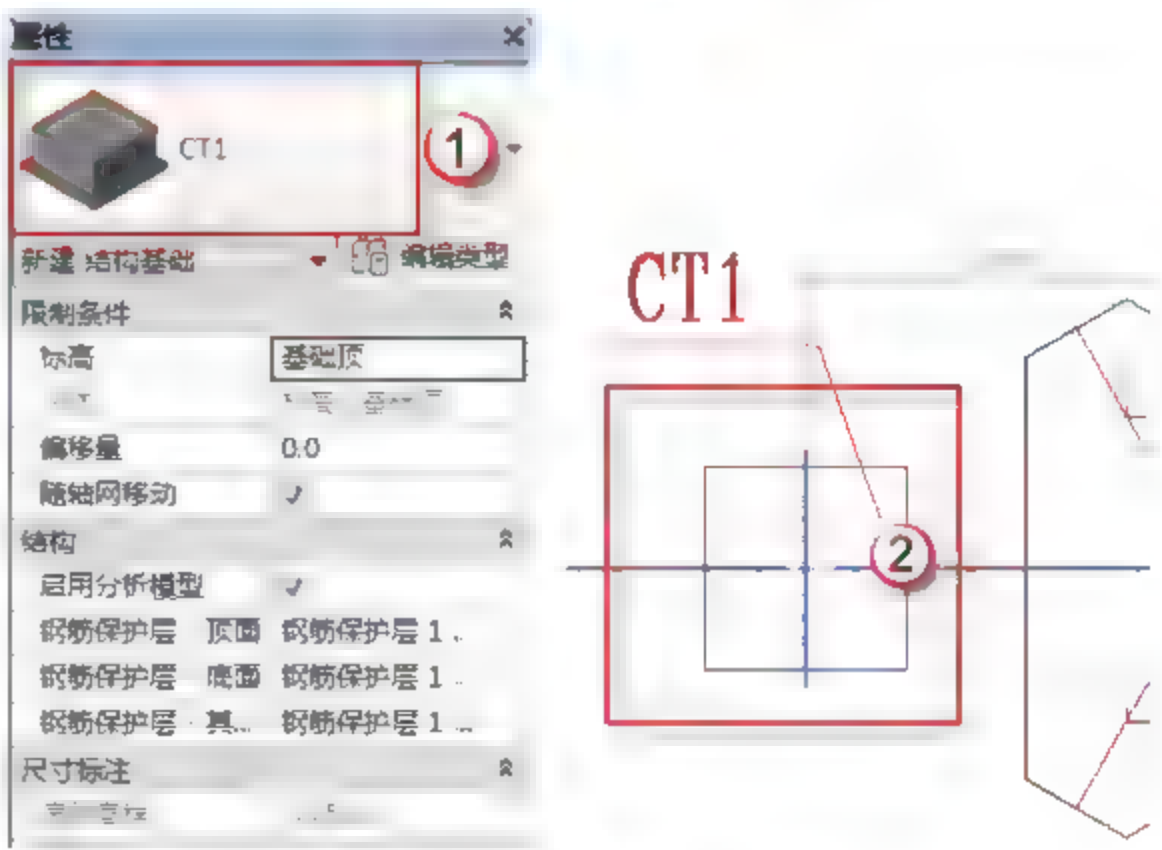 属性
CT1
1
新建 结构基础
编辑类型
限制条件
标高 基础顶
偏移量 0.0
随轴网移动
结构
启用分析模型
钢筋保护层 顶面 钢筋保护层 1
钢筋保护层 底面 钢筋保护层 1
钢筋保护层 - 其... 钢筋保护层 1 ...
尺寸标注
CT1
2